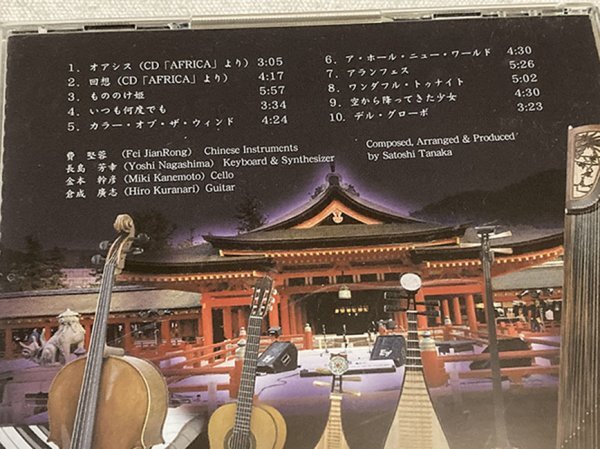 1. オアシス (CD「AFRICA」より) 3:05
2. 回想 (CD「AFRICA」より) 4:17
3. もののけ姫 5:57
4. いつも何度でも 3:34
5. カラー・オブ・ザ・ウィンド 4:24
6. ア・ホール・ニュー・ワールド 4:30
7. アランフェス 5:26
8. ワンダフル・トゥナイト 5:02
9. 空から降ってきた少女 4:30
10. デル・グローボ 3:23
費 堅蓉 (Fei JianRong) Chinese Instruments
長島 芳幸 (Yoshi Nagashima) Keyboard & Synthesizer
金本 幹彦 (Miki Kanemoto) Cello
倉成 廣志 (Hiro Kuranari) Guitar
Composed, Arranged & Produced
by Satoshi Tanaka
EV